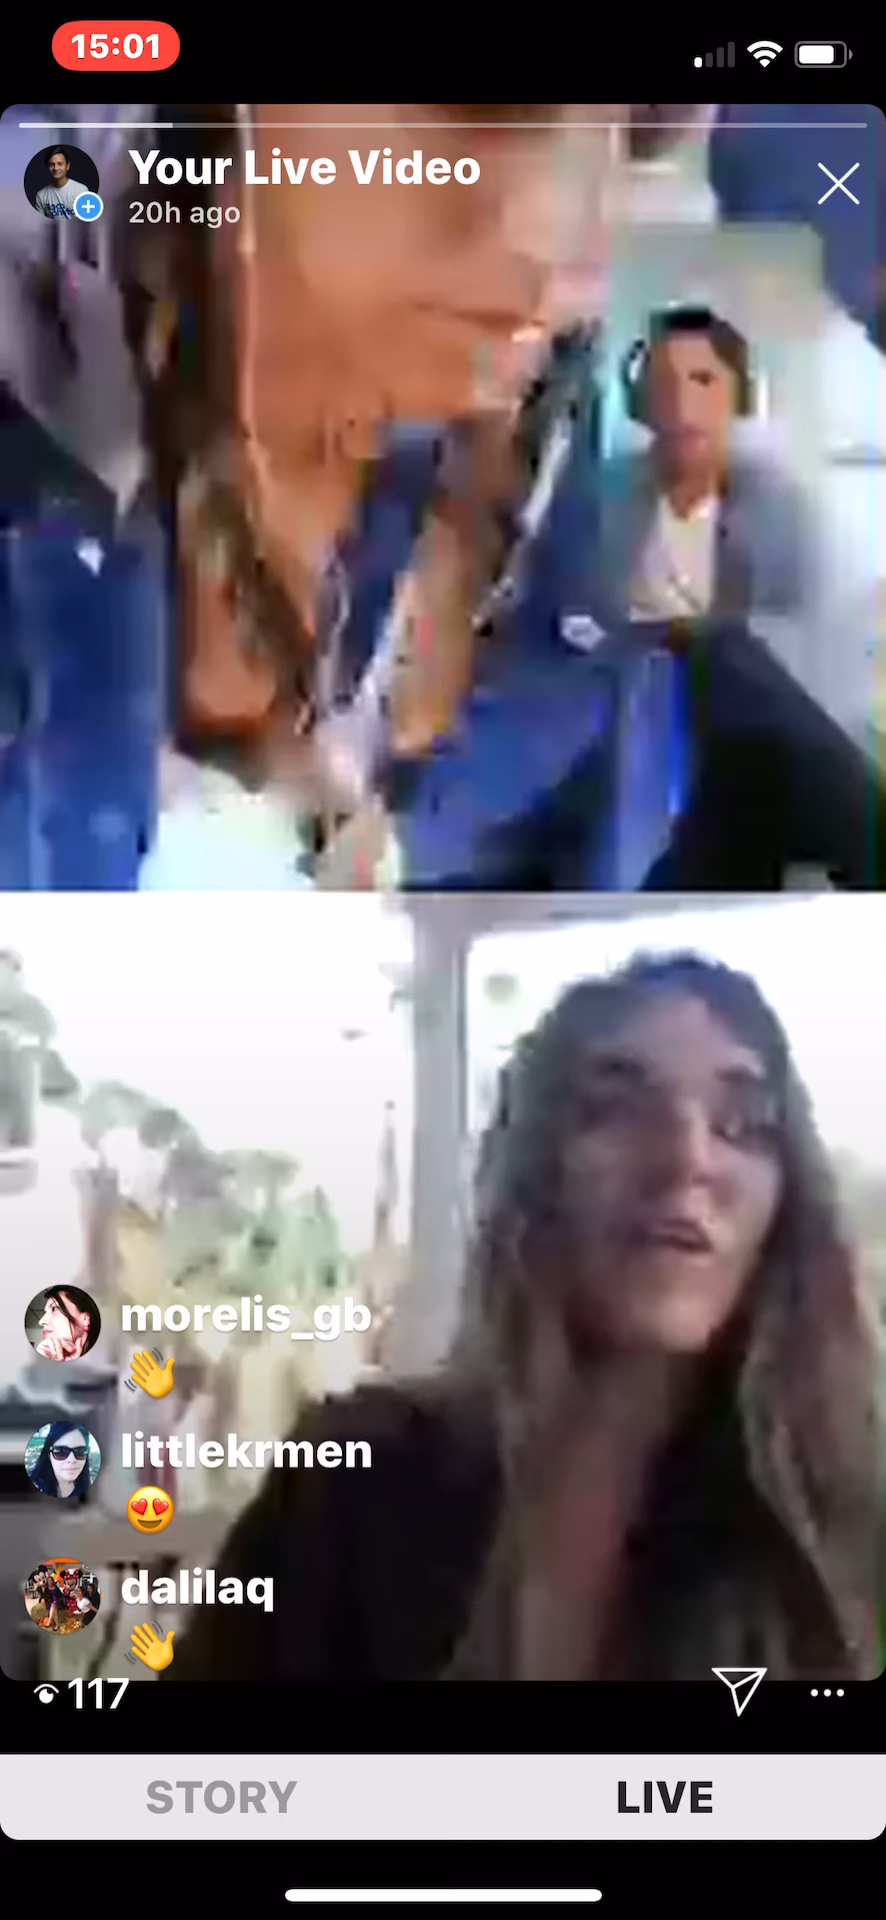 15:01
Your Live Video
20h ago
morelis_gb
👋
littlekrmen
😍
dalilaq
👋
117
STORY
LIVE